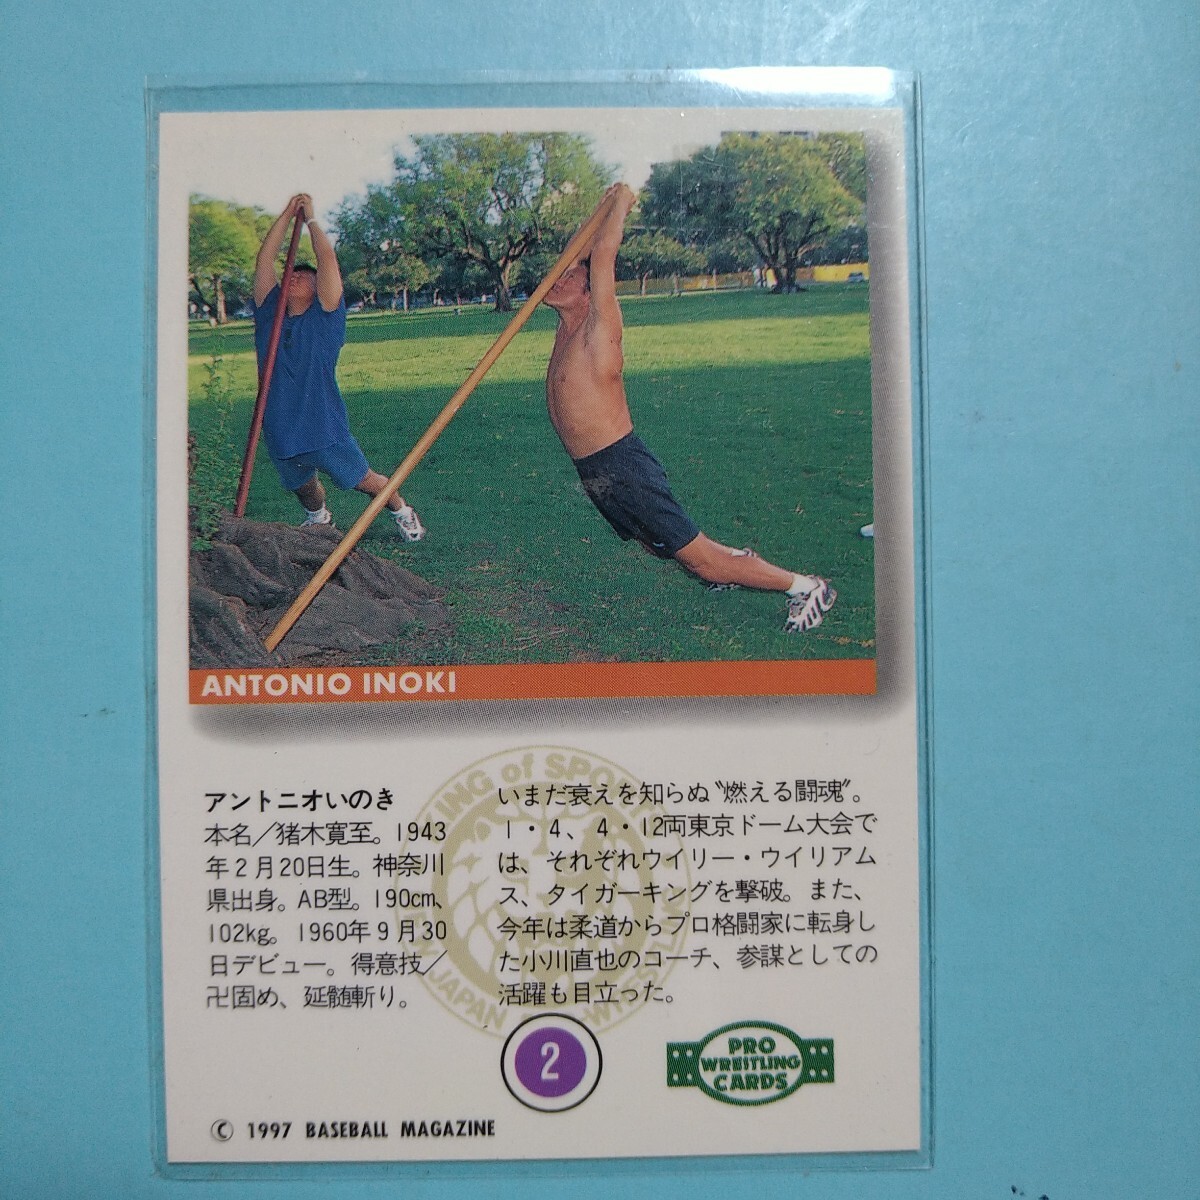 ANTONIO INOKI
アントニオいのき
本名／猪木寛至。1943
年2月20日生。神奈川
県出身。AB型。190cm、
102kg。1960年9月30
日デビュー。得意技／
卍固め、延髄斬り。
いまだ衰えを知らぬ〝燃える闘魂〟。
1・4、4・12両東京ドーム大会で
は、それぞれウイリー・ウイリアム
ス、タイガーキングを撃破。また、
今年は柔道からプロ格闘家に転身し
た小川直也のコーチ、参謀としての
活躍も目立った。
KING of SPORTS
JAPAN
2
PRO
WRESTLING
CARDS
© 1997 BASEBALL MAGAZINE